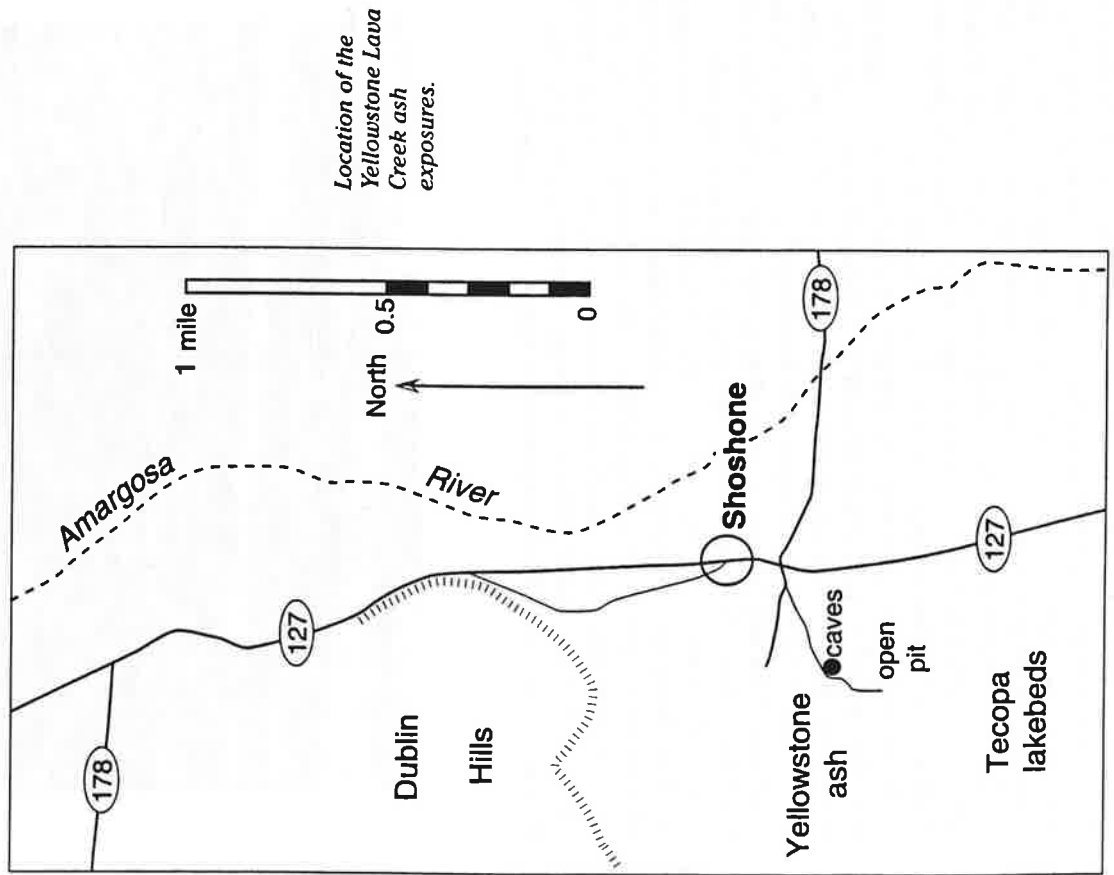 Location of the
Yellowstone Lava
Creek ash
exposures.
1 mile
0.5
0
North
Amargosa
River
178
127
Dublin
Hills
Shoshone
178
caves
open
pit
Yellowstone
ash
127
Tecopa
lakebeds